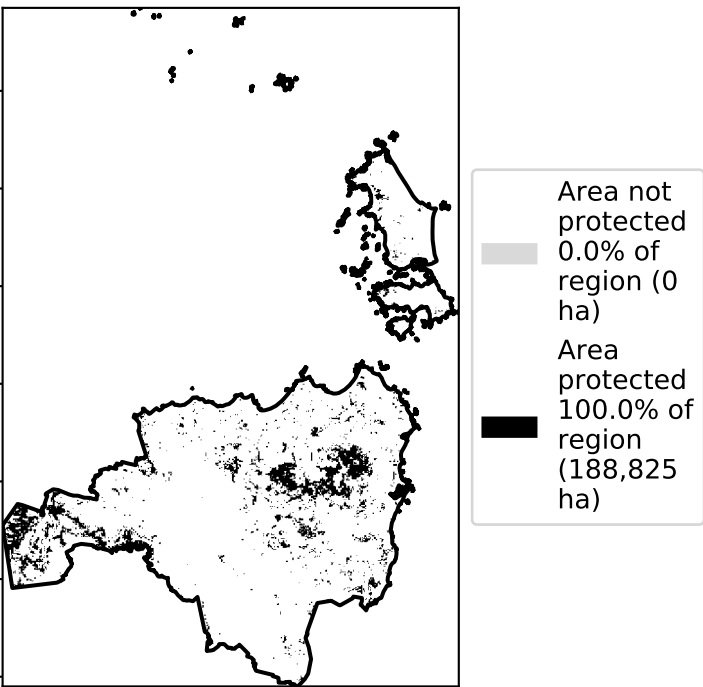 Area not
protected
0.0% of
region (0
ha)
Area
protected
100.0% of
region
(188,825
ha)